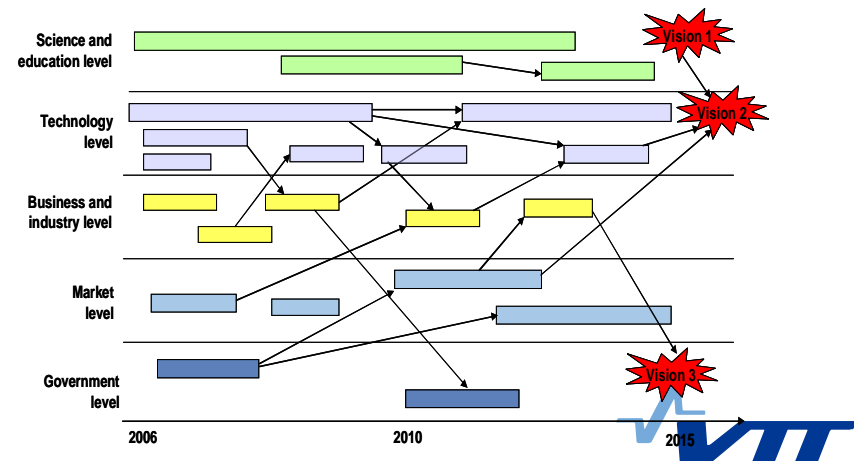 Science and
education level
Vision 1
Technology
level
Vision 2
Business and
industry level
Market
level
Government
level
Vision 3
2006
2010
2015
VTT